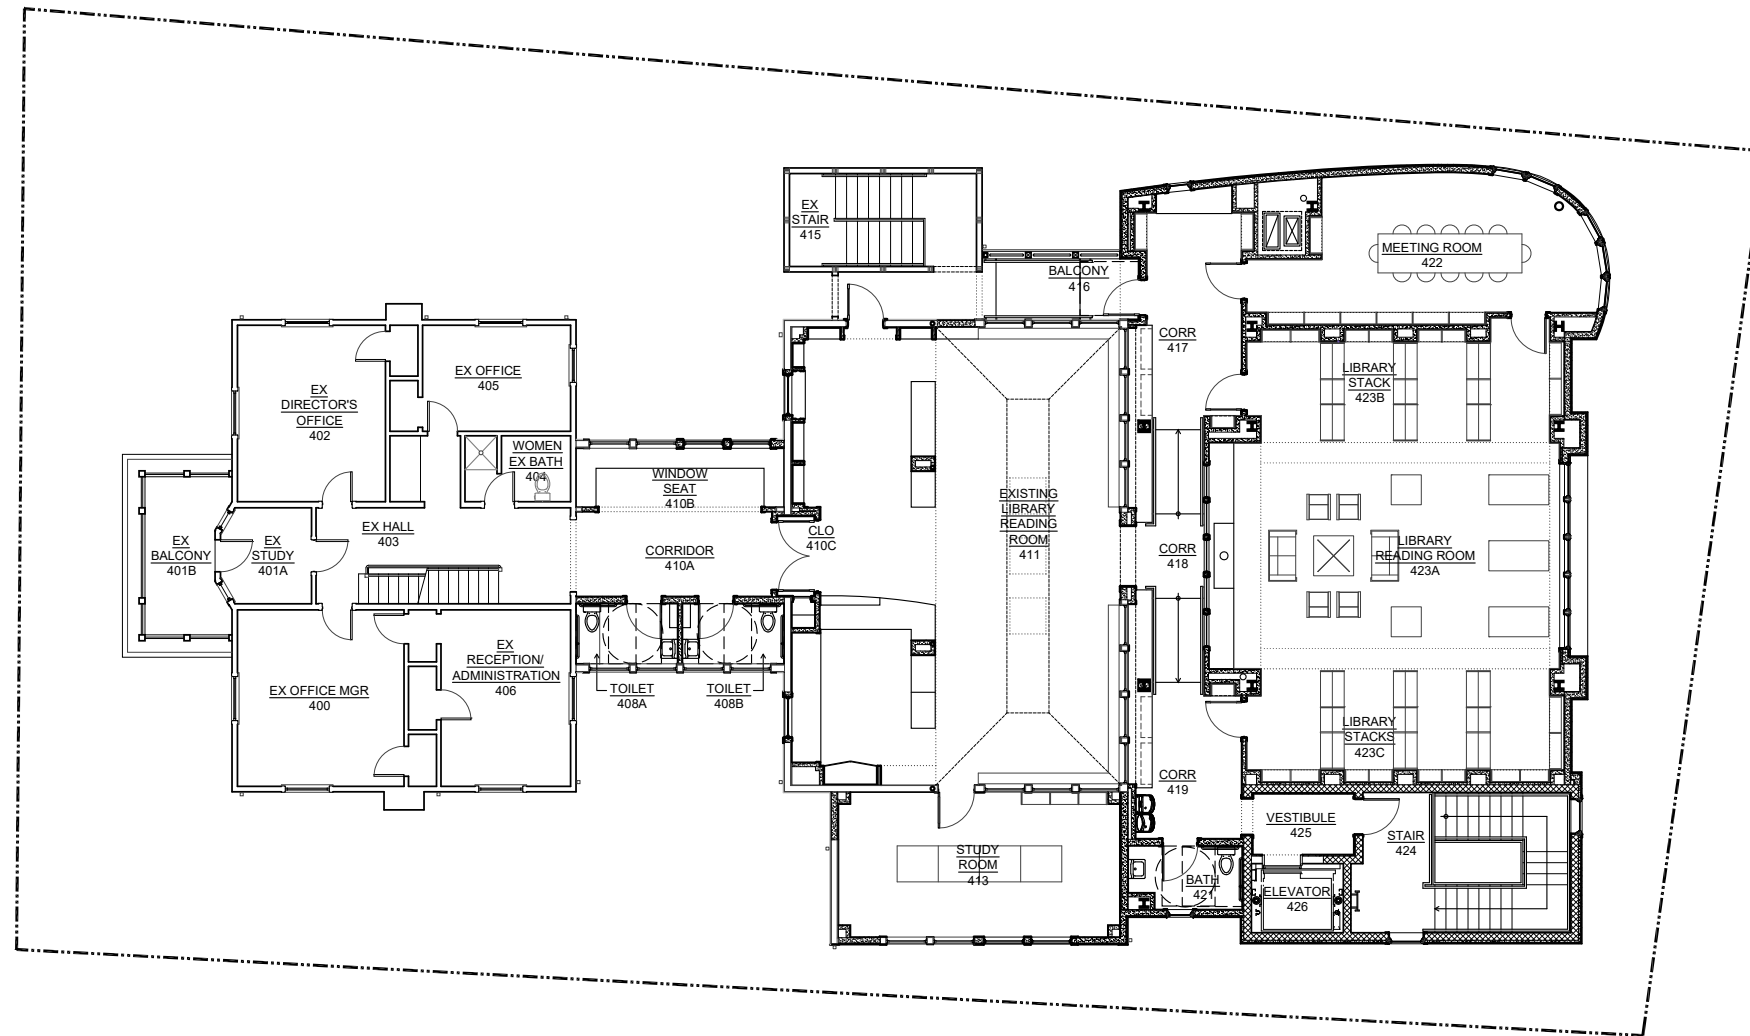 EX
STAIR
415
MEETING ROOM
422
BALCONY
416
CORR
417
EX
DIRECTOR'S
OFFICE
402
EX OFFICE
405
LIBRARY
STACK
423B
WOMEN
EX BATH
404
WINDOW
SEAT
410B
EXISTING
LIBRARY
READING
ROOM
411
EX HALL
403
EX
BALCONY
401B
EX
STUDY
401A
CORRIDOR
410A
CLO
410C
CORR
418
LIBRARY
READING ROOM
423A
EX
RECEPTION/
ADMINISTRATION
406
EX OFFICE MGR
400
TOILET
408A
TOILET
408B
LIBRARY
STACKS
423C
CORR
419
VESTIBULE
425
STAIR
424
STUDY
ROOM
413
BATH
421
ELEVATOR
426